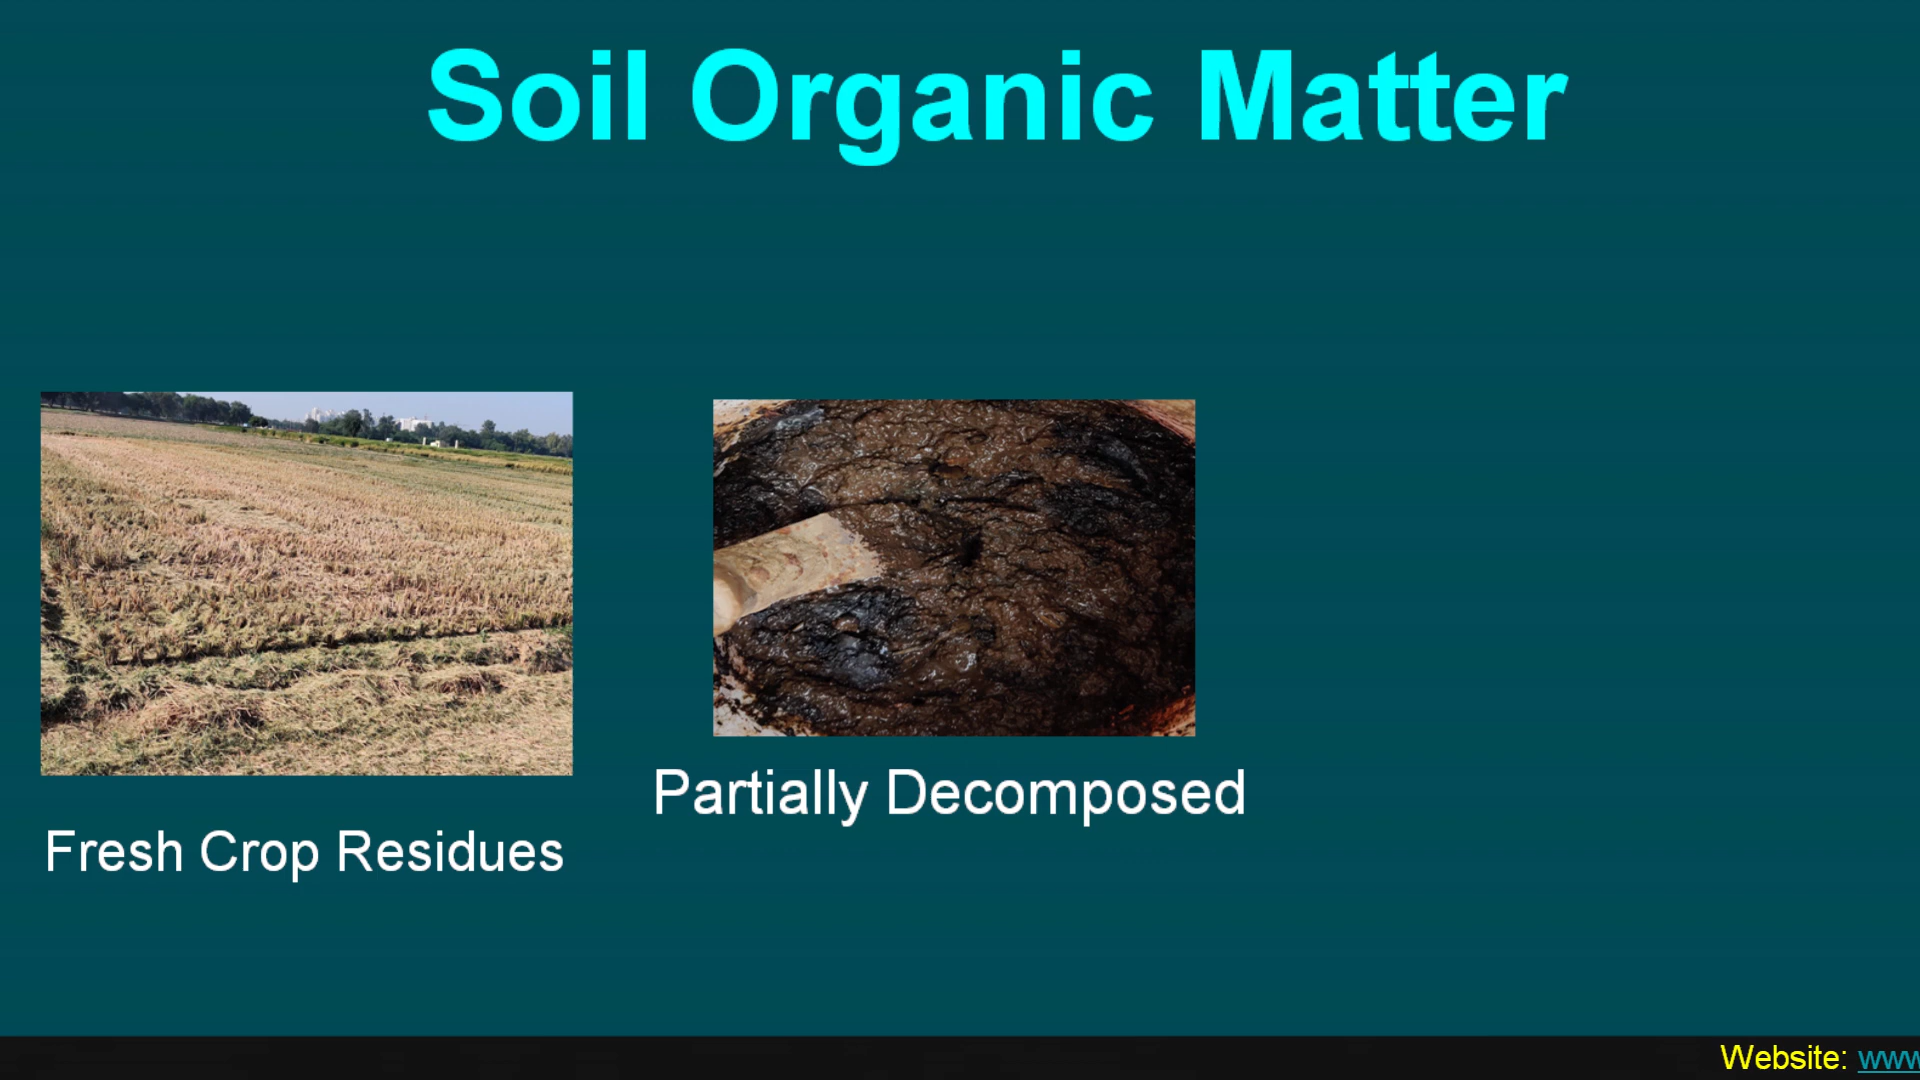 Soil Organic Matter
Partially Decomposed
Fresh Crop Residues
Website: www